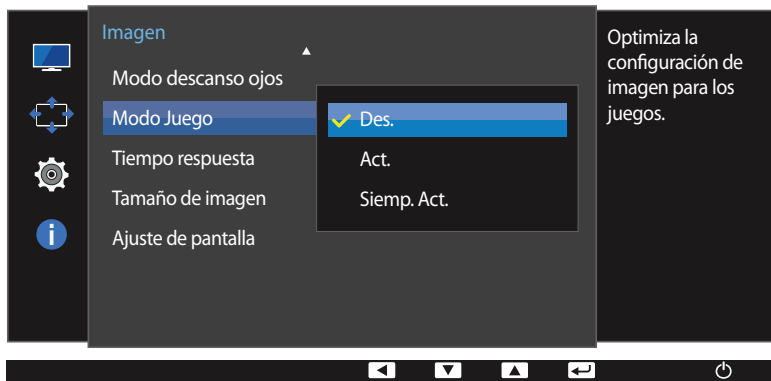 Imagen
Modo descanso ojos
Modo Juego
Tiempo respuesta
Tamaño de imagen
Ajuste de pantalla
Des.
Act.
Siemp. Act.
Optimiza la
configuración de
imagen para los
juegos.